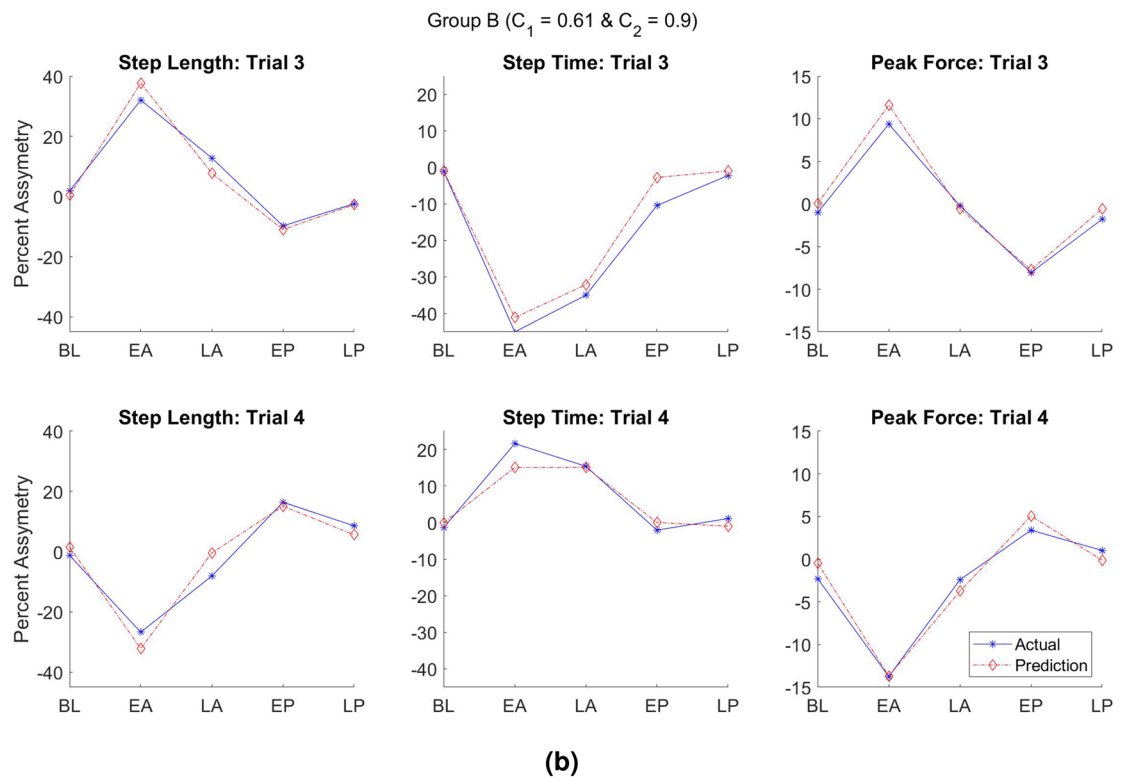 Group B (C1 = 0.61 & C2 = 0.9)
Step Length: Trial 3
Step Time: Trial 3
Peak Force: Trial 3
Percent Assymetry
40
20
0
-20
-40
BL EA LA EP LP
20
10
0
-10
-20
-30
-40
BL EA LA EP LP
15
10
5
0
-5
-10
-15
BL EA LA EP LP
Step Length: Trial 4
Step Time: Trial 4
Peak Force: Trial 4
Percent Assymetry
40
20
0
-20
-40
BL EA LA EP LP
20
10
0
-10
-20
-30
-40
BL EA LA EP LP
15
10
5
0
-5
-10
-15
BL EA LA EP LP
Actual
Prediction
(b)